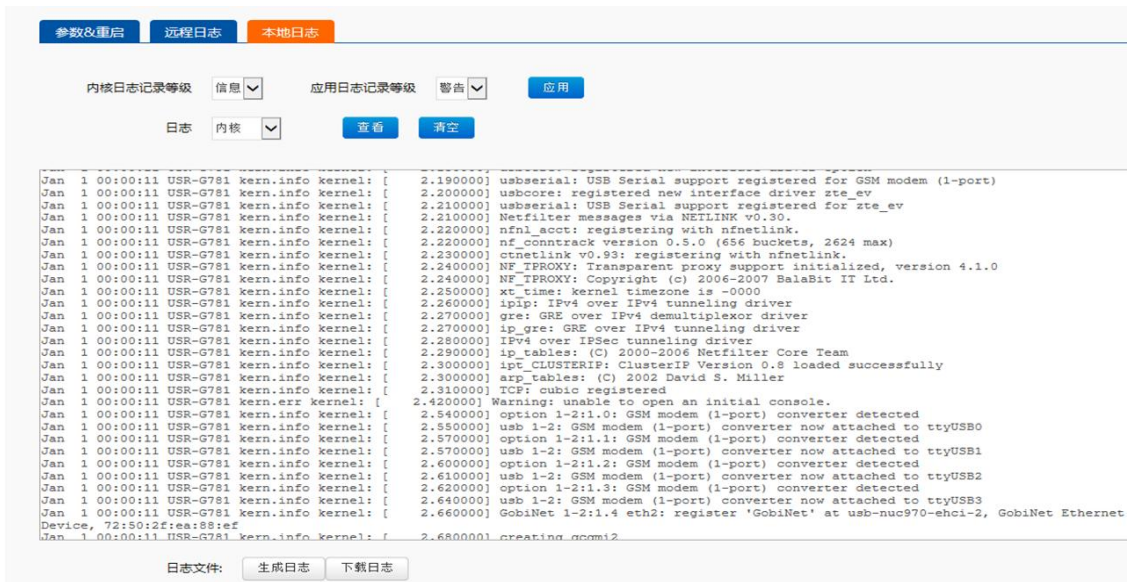 参数&重启 远程日志 本地日志
内核日志记录等级 信息 应用日志记录等级 警告 应用
日志 内核 查看 清空
Jan 1 00:00:11 USR-G781 kern.info kernel: [ 2.190000] usbserial: USB Serial support registered for GSM modem (1-port)
Jan 1 00:00:11 USR-G781 kern.info kernel: [ 2.200000] usbcore: registered new interface driver zte_ev
Jan 1 00:00:11 USR-G781 kern.info kernel: [ 2.210000] usbserial: USB Serial support registered for zte_ev
Jan 1 00:00:11 USR-G781 kern.info kernel: [ 2.210000] Netfilter messages via NETLINK v0.30.
Jan 1 00:00:11 USR-G781 kern.info kernel: [ 2.220000] nfnl_acct: registering with nfnetlink.
Jan 1 00:00:11 USR-G781 kern.info kernel: [ 2.220000] nf_conntrack version 0.5.0 (656 buckets, 2624 max)
Jan 1 00:00:11 USR-G781 kern.info kernel: [ 2.230000] ctnetlink v0.93: registering with nfnetlink.
Jan 1 00:00:11 USR-G781 kern.info kernel: [ 2.240000] NF_TPROXY: Transparent proxy support initialized, version 4.1.0
Jan 1 00:00:11 USR-G781 kern.info kernel: [ 2.240000] NF_TPROXY: Copyright (c) 2006-2007 BalaBit IT Ltd.
Jan 1 00:00:11 USR-G781 kern.info kernel: [ 2.250000] xt_time: kernel timezone is -0000
Jan 1 00:00:11 USR-G781 kern.info kernel: [ 2.260000] ipip: IPv4 over IPv4 tunneling driver
Jan 1 00:00:11 USR-G781 kern.info kernel: [ 2.270000] gre: GRE over IPv4 demultiplexor driver
Jan 1 00:00:11 USR-G781 kern.info kernel: [ 2.270000] ip_gre: GRE over IPv4 tunneling driver
Jan 1 00:00:11 USR-G781 kern.info kernel: [ 2.280000] IPv4 over IPSec tunneling driver
Jan 1 00:00:11 USR-G781 kern.info kernel: [ 2.290000] ip_tables: (C) 2000-2006 Netfilter Core Team
Jan 1 00:00:11 USR-G781 kern.info kernel: [ 2.300000] ipt_CLUSTERIP: ClusterIP Version 0.8 loaded successfully
Jan 1 00:00:11 USR-G781 kern.info kernel: [ 2.300000] arp_tables: (C) 2002 David S. Miller
Jan 1 00:00:11 USR-G781 kern.info kernel: [ 2.310000] TCP: cubic registered
Jan 1 00:00:11 USR-G781 kern.err kernel: [ 2.420000] Warning: unable to open an initial console.
Jan 1 00:00:11 USR-G781 kern.info kernel: [ 2.540000] option 1-2:1.0: GSM modem (1-port) converter detected
Jan 1 00:00:11 USR-G781 kern.info kernel: [ 2.550000] usb 1-2: GSM modem (1-port) converter now attached to ttyUSB0
Jan 1 00:00:11 USR-G781 kern.info kernel: [ 2.570000] option 1-2:1.1: GSM modem (1-port) converter detected
Jan 1 00:00:11 USR-G781 kern.info kernel: [ 2.570000] usb 1-2: GSM modem (1-port) converter now attached to ttyUSB1
Jan 1 00:00:11 USR-G781 kern.info kernel: [ 2.600000] option 1-2:1.2: GSM modem (1-port) converter detected
Jan 1 00:00:11 USR-G781 kern.info kernel: [ 2.610000] usb 1-2: GSM modem (1-port) converter now attached to ttyUSB2
Jan 1 00:00:11 USR-G781 kern.info kernel: [ 2.620000] option 1-2:1.3: GSM modem (1-port) converter detected
Jan 1 00:00:11 USR-G781 kern.info kernel: [ 2.640000] usb 1-2: GSM modem (1-port) converter now attached to ttyUSB3
Jan 1 00:00:11 USR-G781 kern.info kernel: [ 2.660000] GobiNet 1-2:1.4 eth2: register 'GobiNet' at usb-nuc970-ehci-2, GobiNet Ethernet
Device, 72:50:2f:ea:88:ef
Jan 1 00:00:11 USR-G781 kern.info kernel: [ 2.680000] creating qcqmi2
日志文件: 生成日志 下载日志